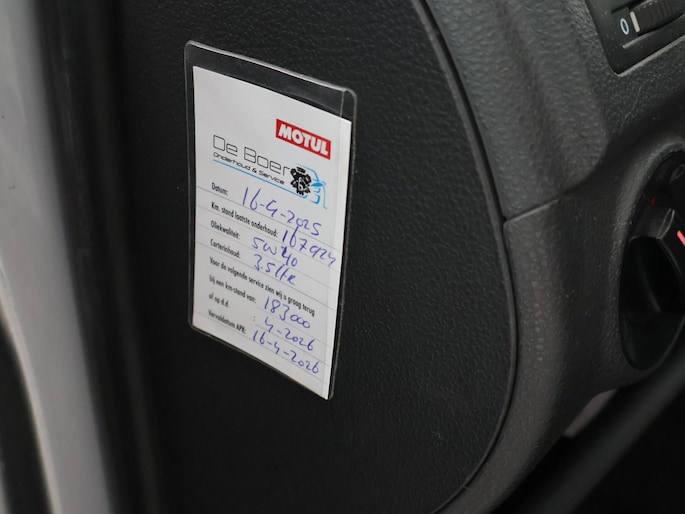 0
MOTUL
De Boer
Onderhoud & Service
Datum: 16-4-2025
Km. stand laatste onderhoud: 167924
Oliekwaliteit: 5W40
Carterinhoud: 3.5ltr
Voor de volgende service zien wij u graag terug
bij een km-stand van: 183000
of op d.d. : 4-2026
Vervaldatum APK: 16-4-2026